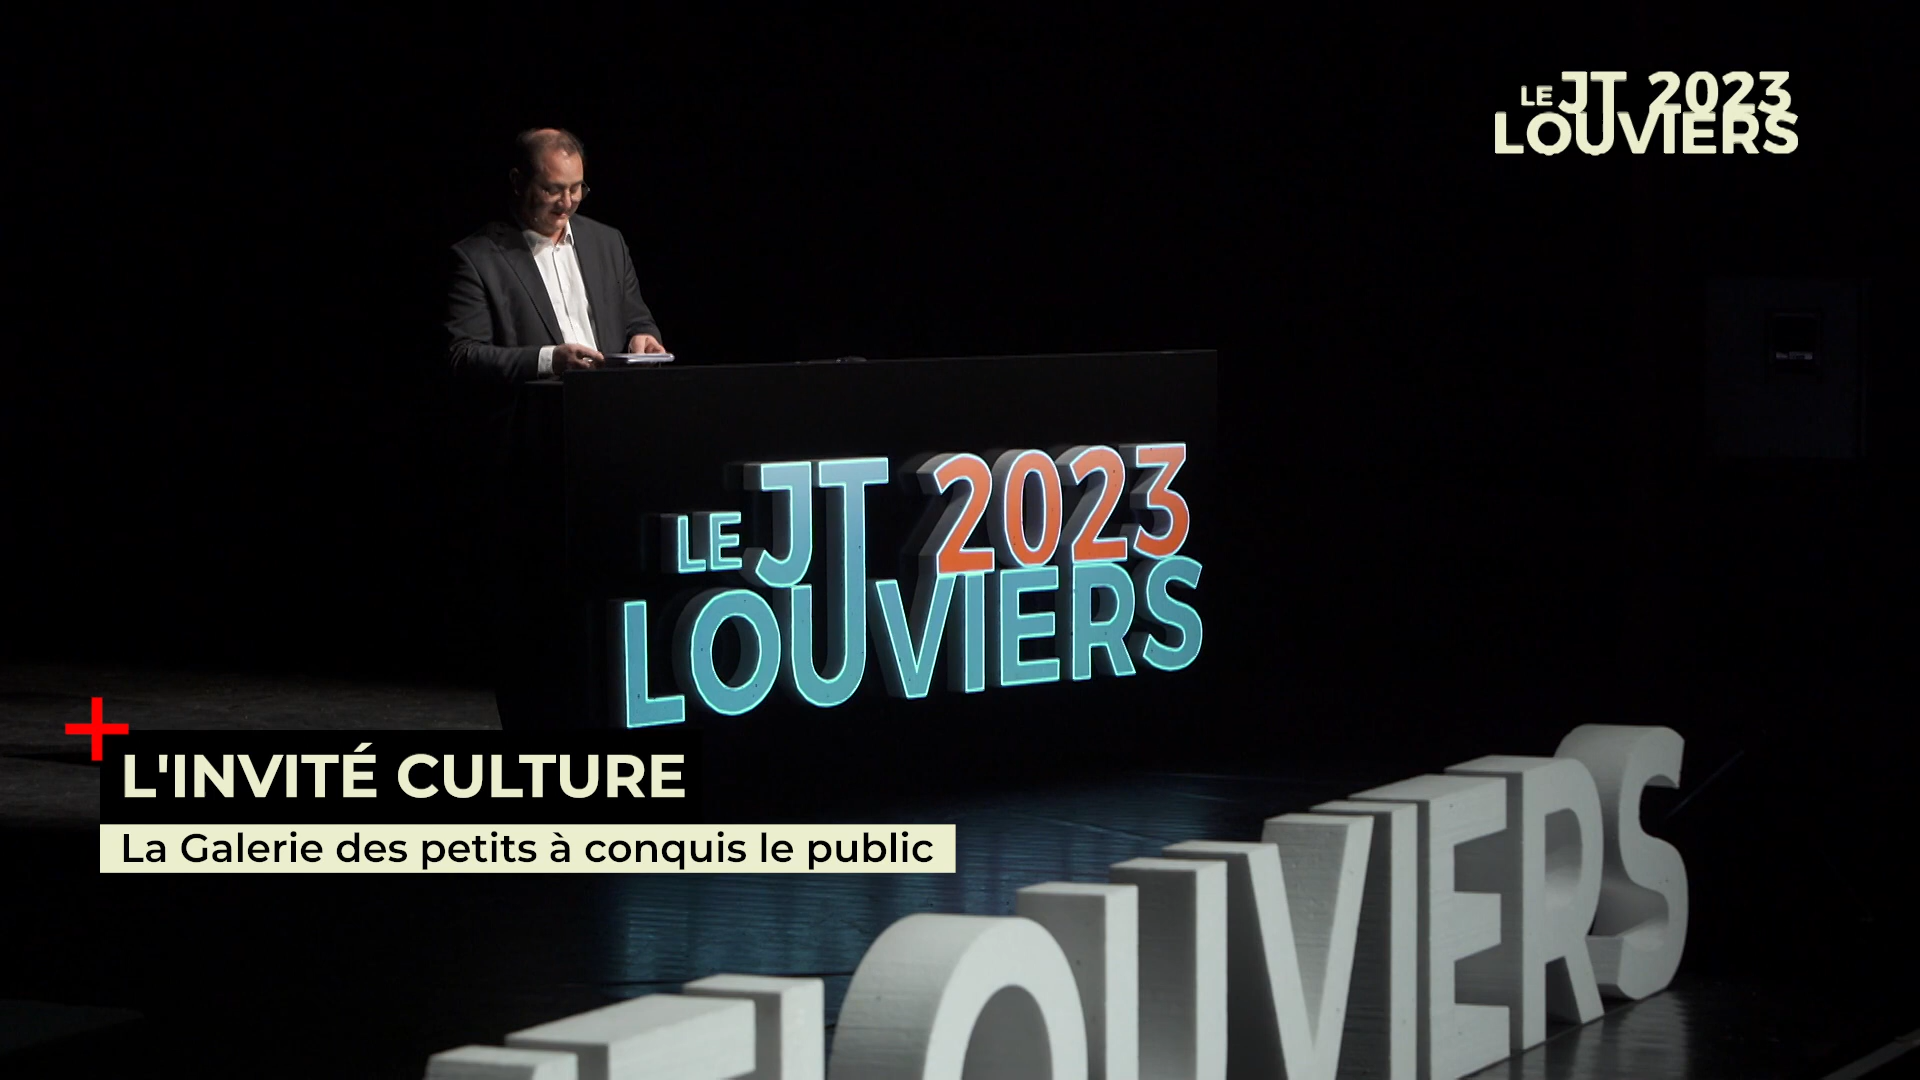 LE JT 2023
LOUVIERS
LE JT 2023
LOUVIERS
L'INVITÉ CULTURE
La Galerie des petits à conquis le public
LOUVIERS